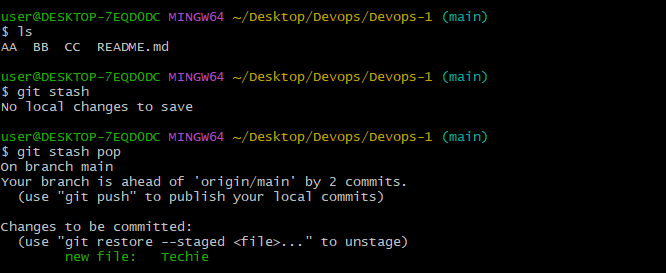 user@DESKTOP-7EQD0DC MINGW64 ~/Desktop/Devops/Devops-1 (main)
$ ls
AA  BB  CC  README.md
user@DESKTOP-7EQD0DC MINGW64 ~/Desktop/Devops/Devops-1 (main)
$ git stash
No local changes to save
user@DESKTOP-7EQD0DC MINGW64 ~/Desktop/Devops/Devops-1 (main)
$ git stash pop
On branch main
Your branch is ahead of 'origin/main' by 2 commits.
  (use "git push" to publish your local commits)
Changes to be committed:
  (use "git restore --staged <file>..." to unstage)
        new file:   Techie